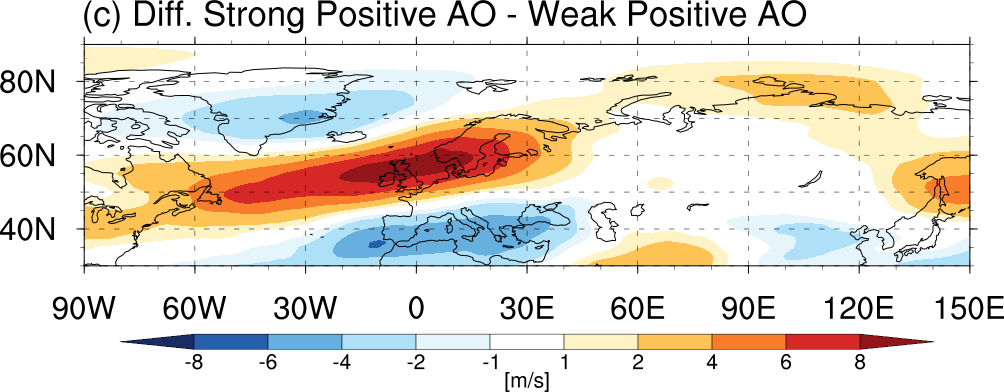 (c) Diff. Strong Positive AO - Weak Positive AO
80N
60N
40N
90W 60W 30W 0 30E 60E 90E 120E 150E
-8 -6 -4 -2 -1 1 2 4 6 8
[m/s]